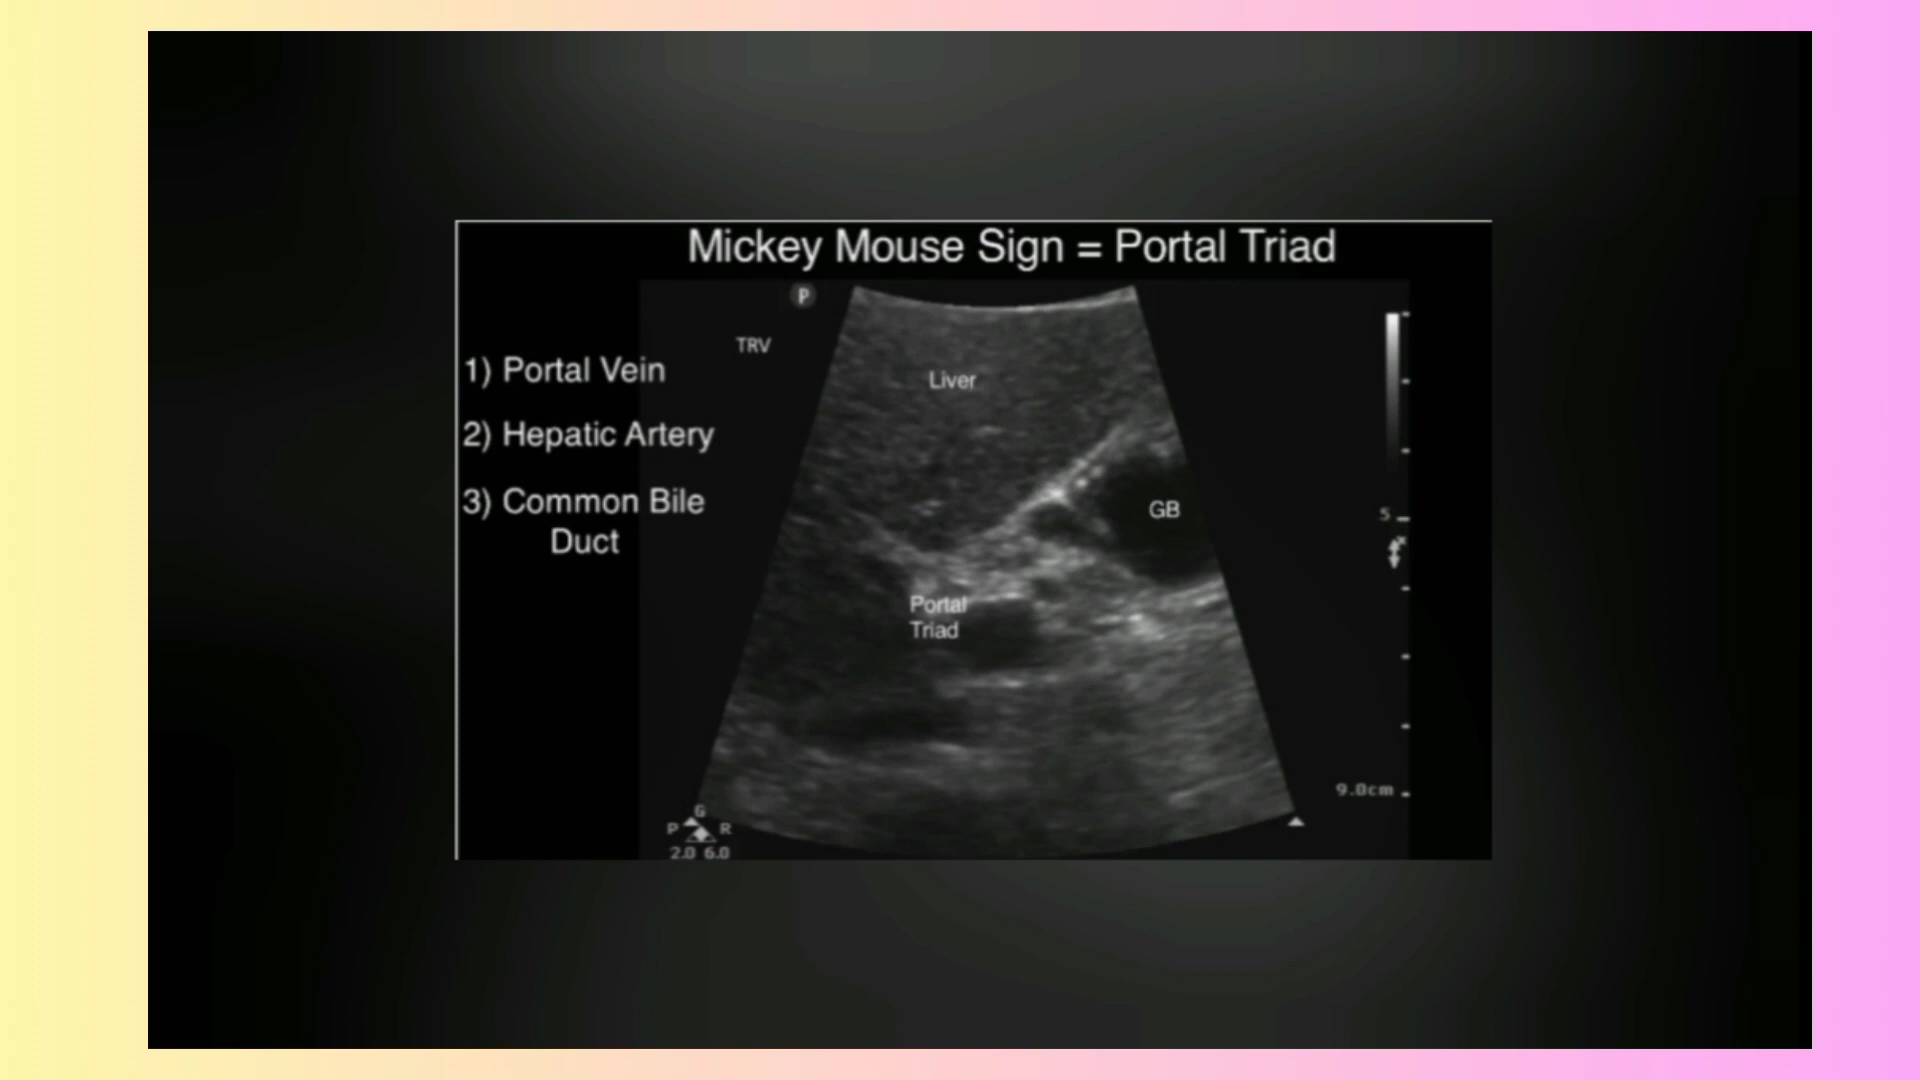 Mickey Mouse Sign = Portal Triad
P
TRV
1) Portal Vein
Liver
2) Hepatic Artery
3) Common Bile
Duct
GB
5
Portal
Triad
9.0cm
G
P R
2.0 6.0